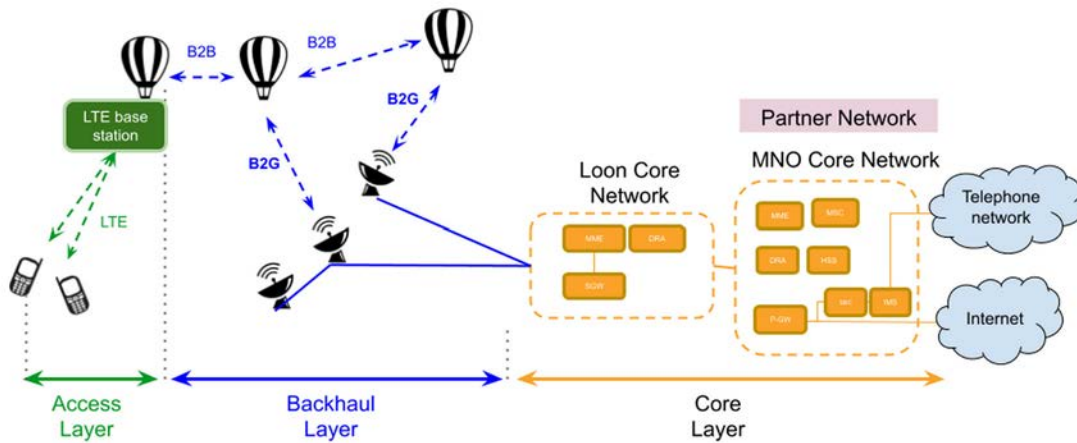 B2B
B2B
LTE base
station
B2G
B2G
LTE
Partner Network
Loon Core
Network
MNO Core Network
MME
DRA
SGW
MME
MSC
DRA
HSS
P-GW
IMS
Telephone
network
Internet
Access
Layer
Backhaul
Layer
Core
Layer